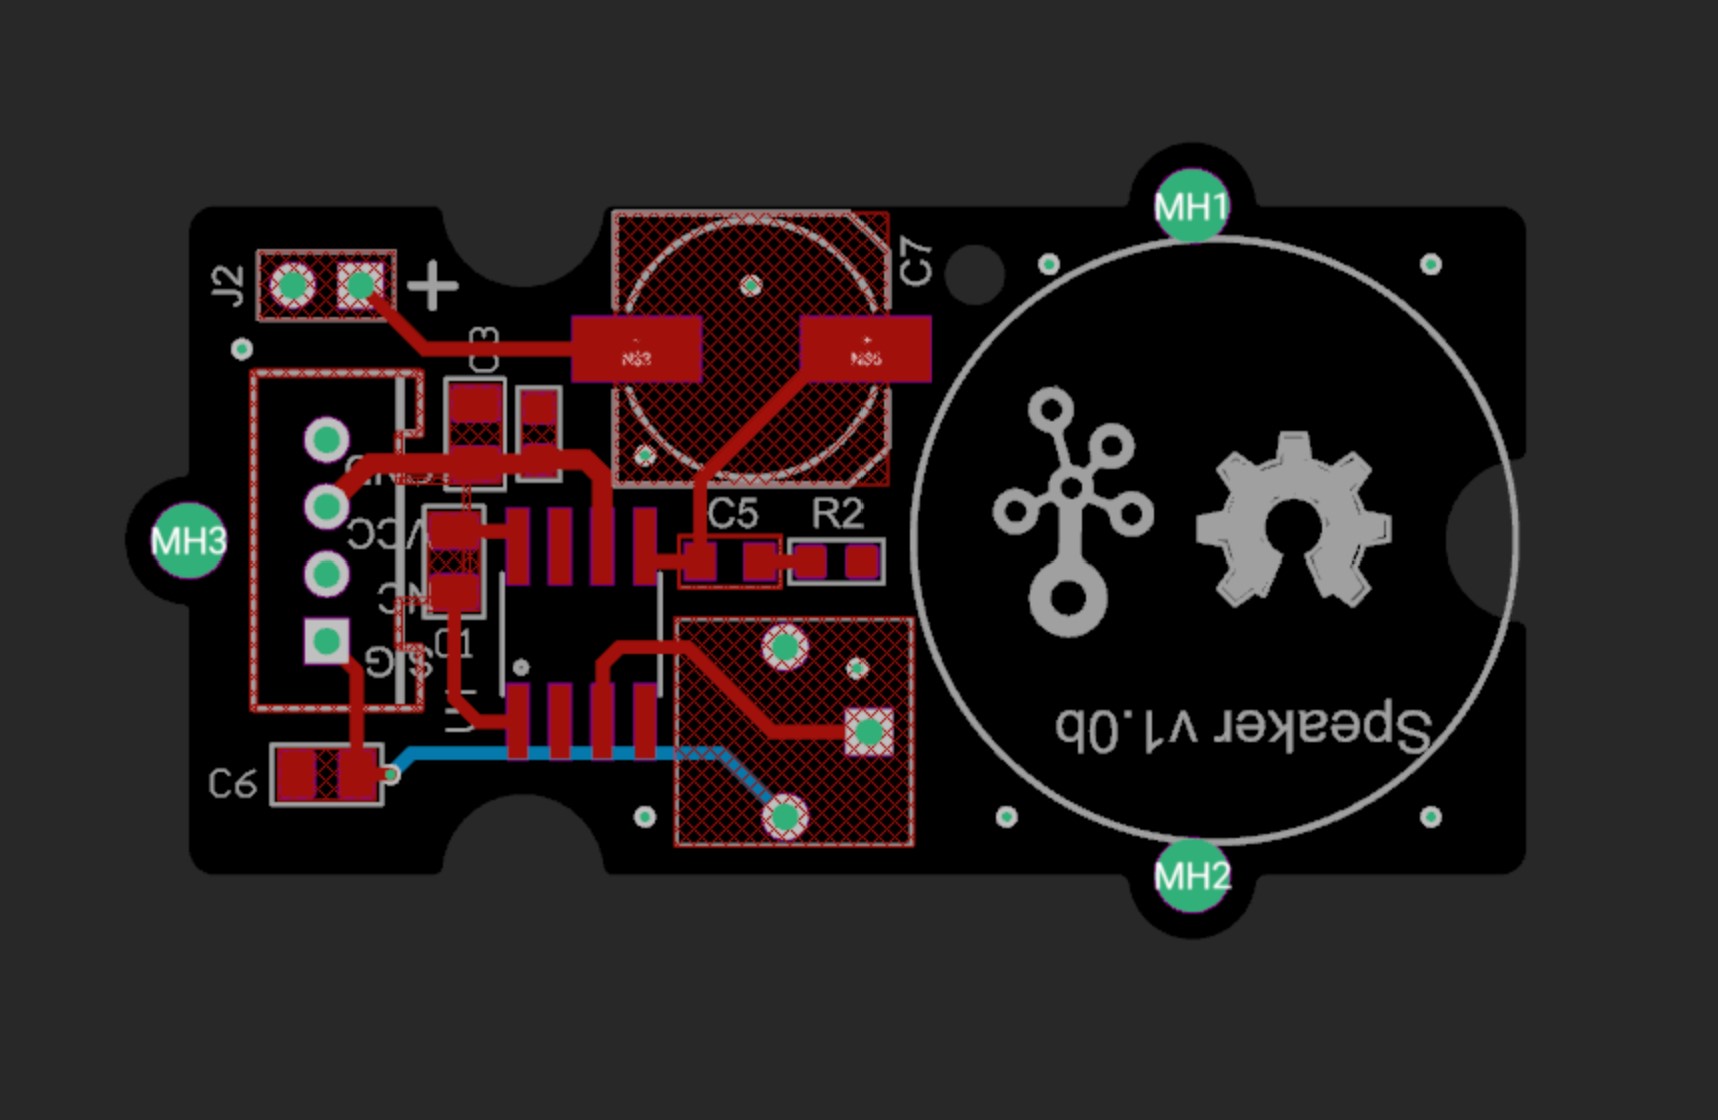 MH1
C7
J2
+
C3
C5
R2
GND
VCC
MH3
NC
C1
SIG
U1
Speaker v1.0b
C6
MH2